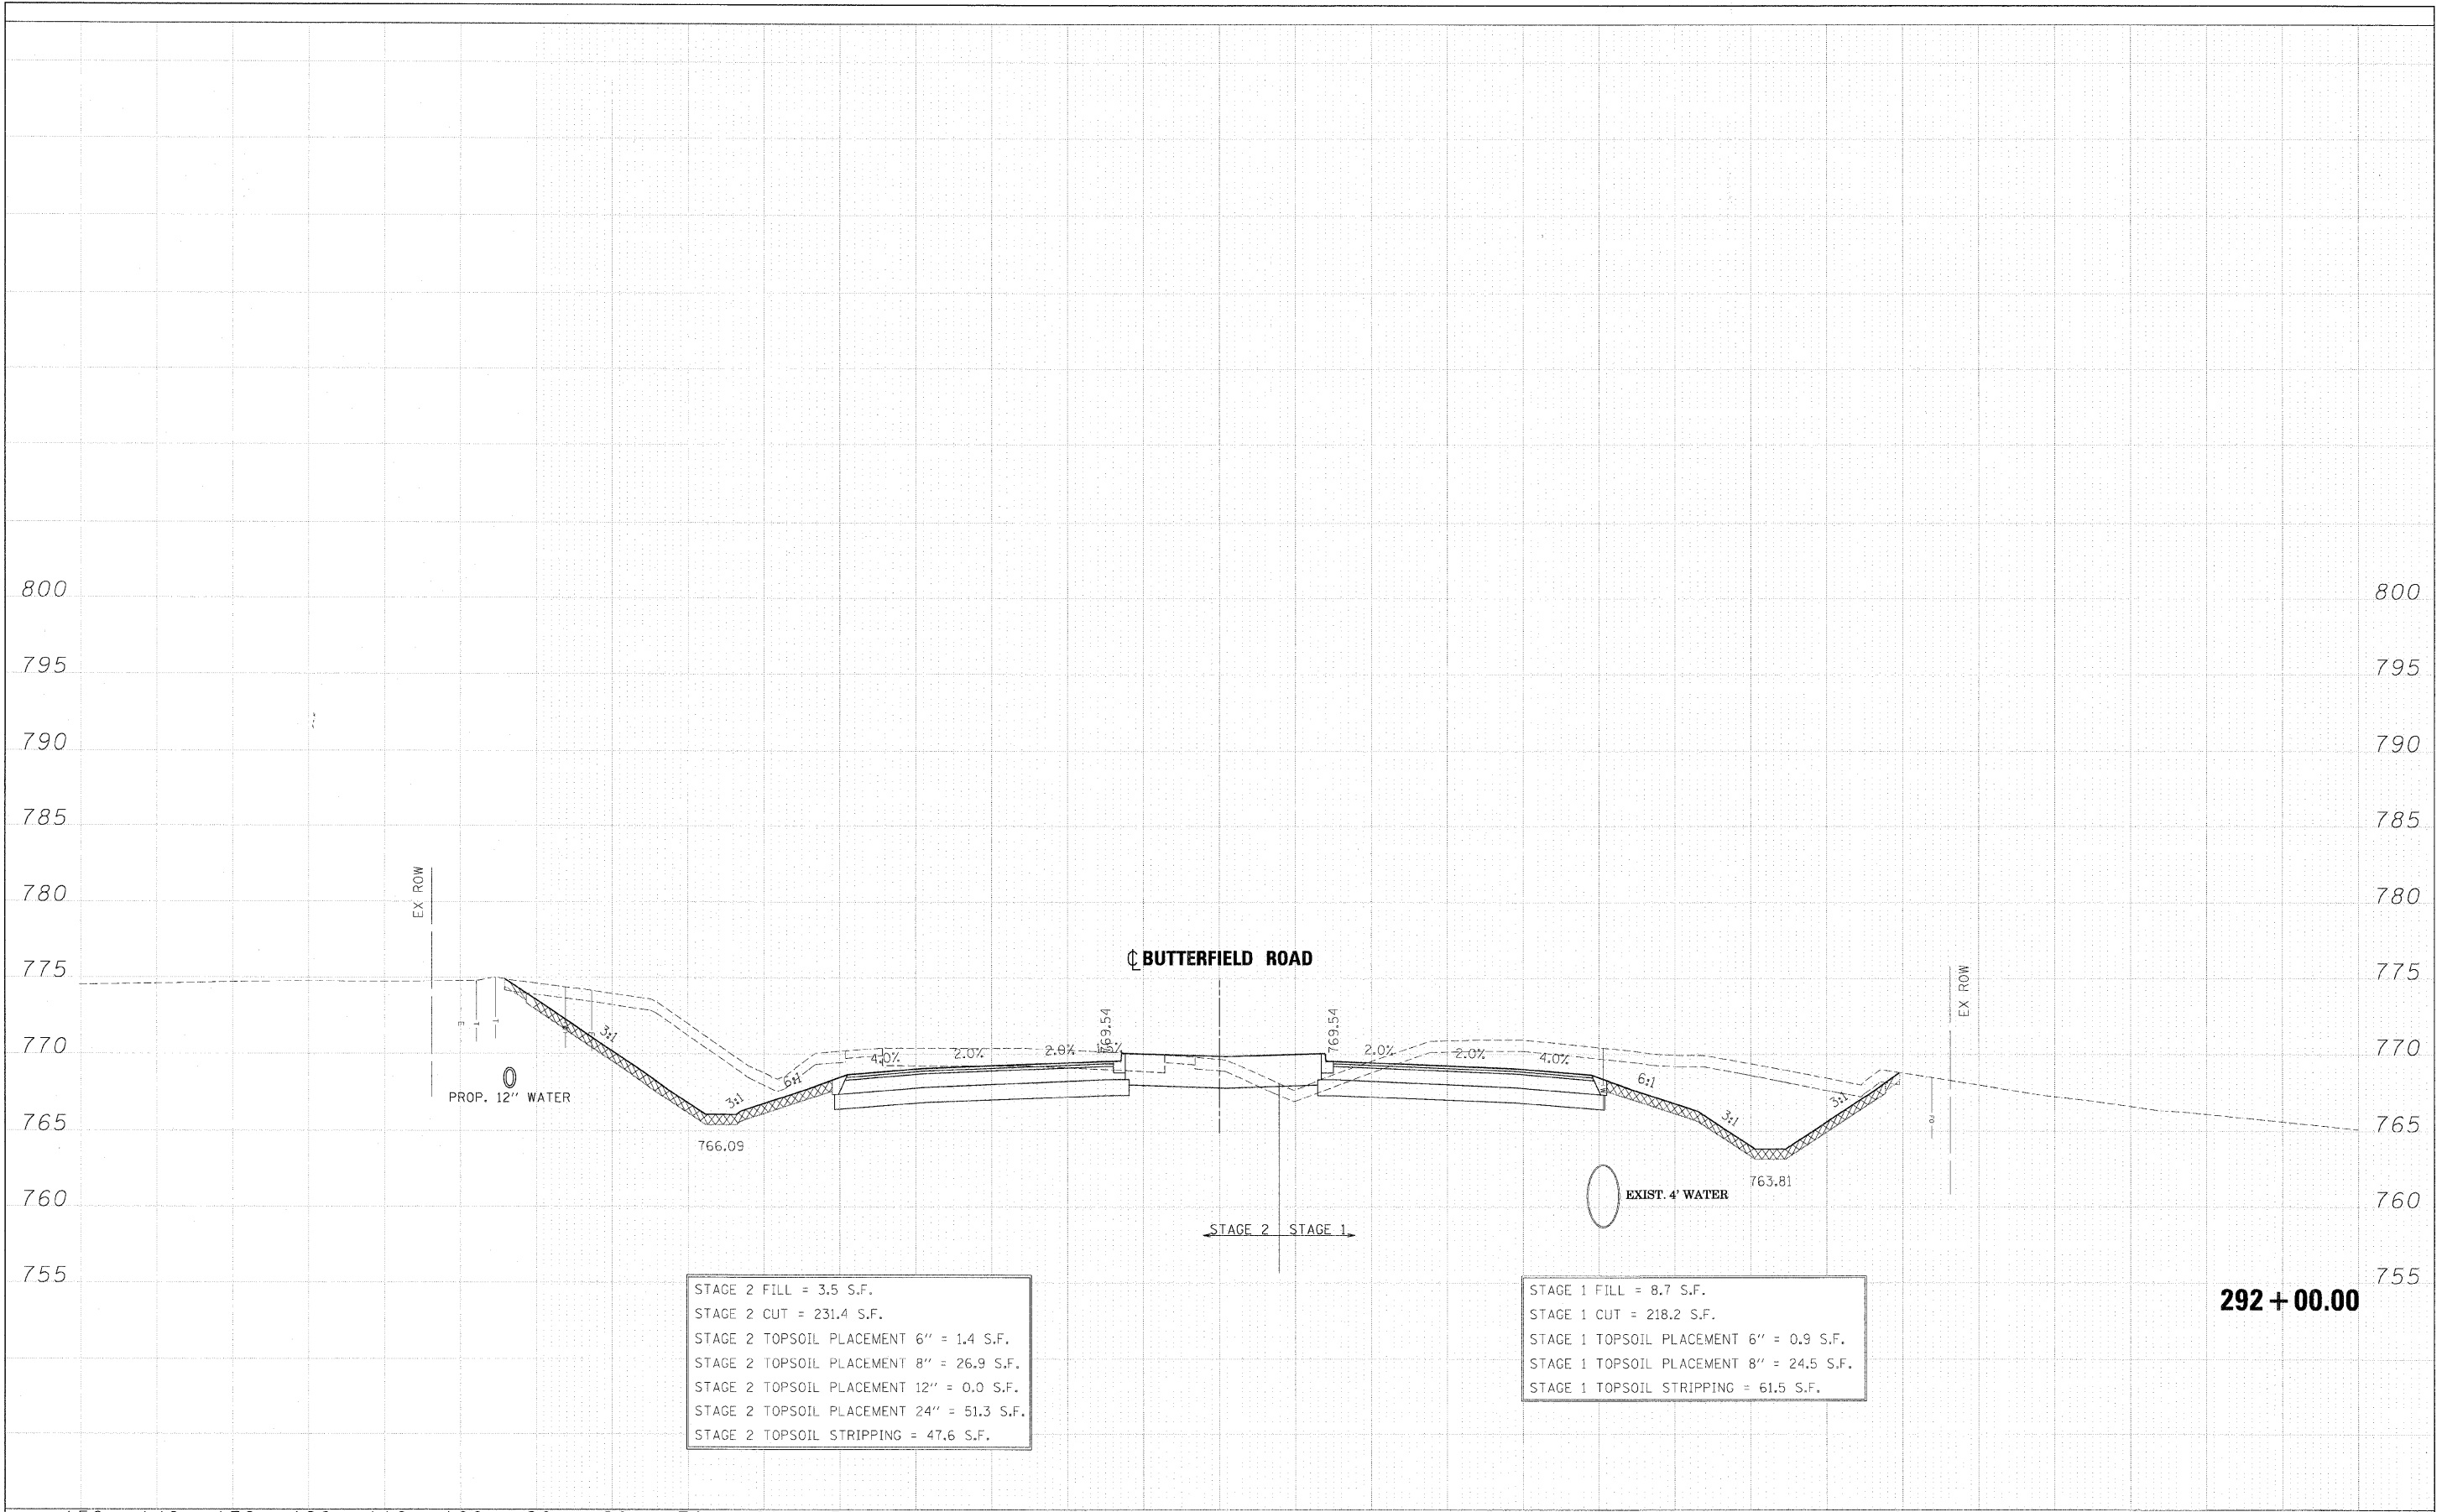 800 800
795 795
790 790
785 785
780 780
775 775
770 770
765 765
760 760
755 755
EX ROW
EX ROW
℄ BUTTERFIELD ROAD
769.54
769.54
3:1
3:1
6:1
4.0%
2.0%
2.0%
2.0%
2.0%
4.0%
6:1
3:1
3:1
PROP. 12" WATER
766.09
763.81
EXIST. 4' WATER
STAGE 2 STAGE 1
STAGE 2 FILL = 3.5 S.F.
STAGE 2 CUT = 231.4 S.F.
STAGE 2 TOPSOIL PLACEMENT 6" = 1.4 S.F.
STAGE 2 TOPSOIL PLACEMENT 8" = 26.9 S.F.
STAGE 2 TOPSOIL PLACEMENT 12" = 0.0 S.F.
STAGE 2 TOPSOIL PLACEMENT 24" = 51.3 S.F.
STAGE 2 TOPSOIL STRIPPING = 47.6 S.F.
STAGE 1 FILL = 8.7 S.F.
STAGE 1 CUT = 218.2 S.F.
STAGE 1 TOPSOIL PLACEMENT 6" = 0.9 S.F.
STAGE 1 TOPSOIL PLACEMENT 8" = 24.5 S.F.
STAGE 1 TOPSOIL STRIPPING = 61.5 S.F.
292+00.00